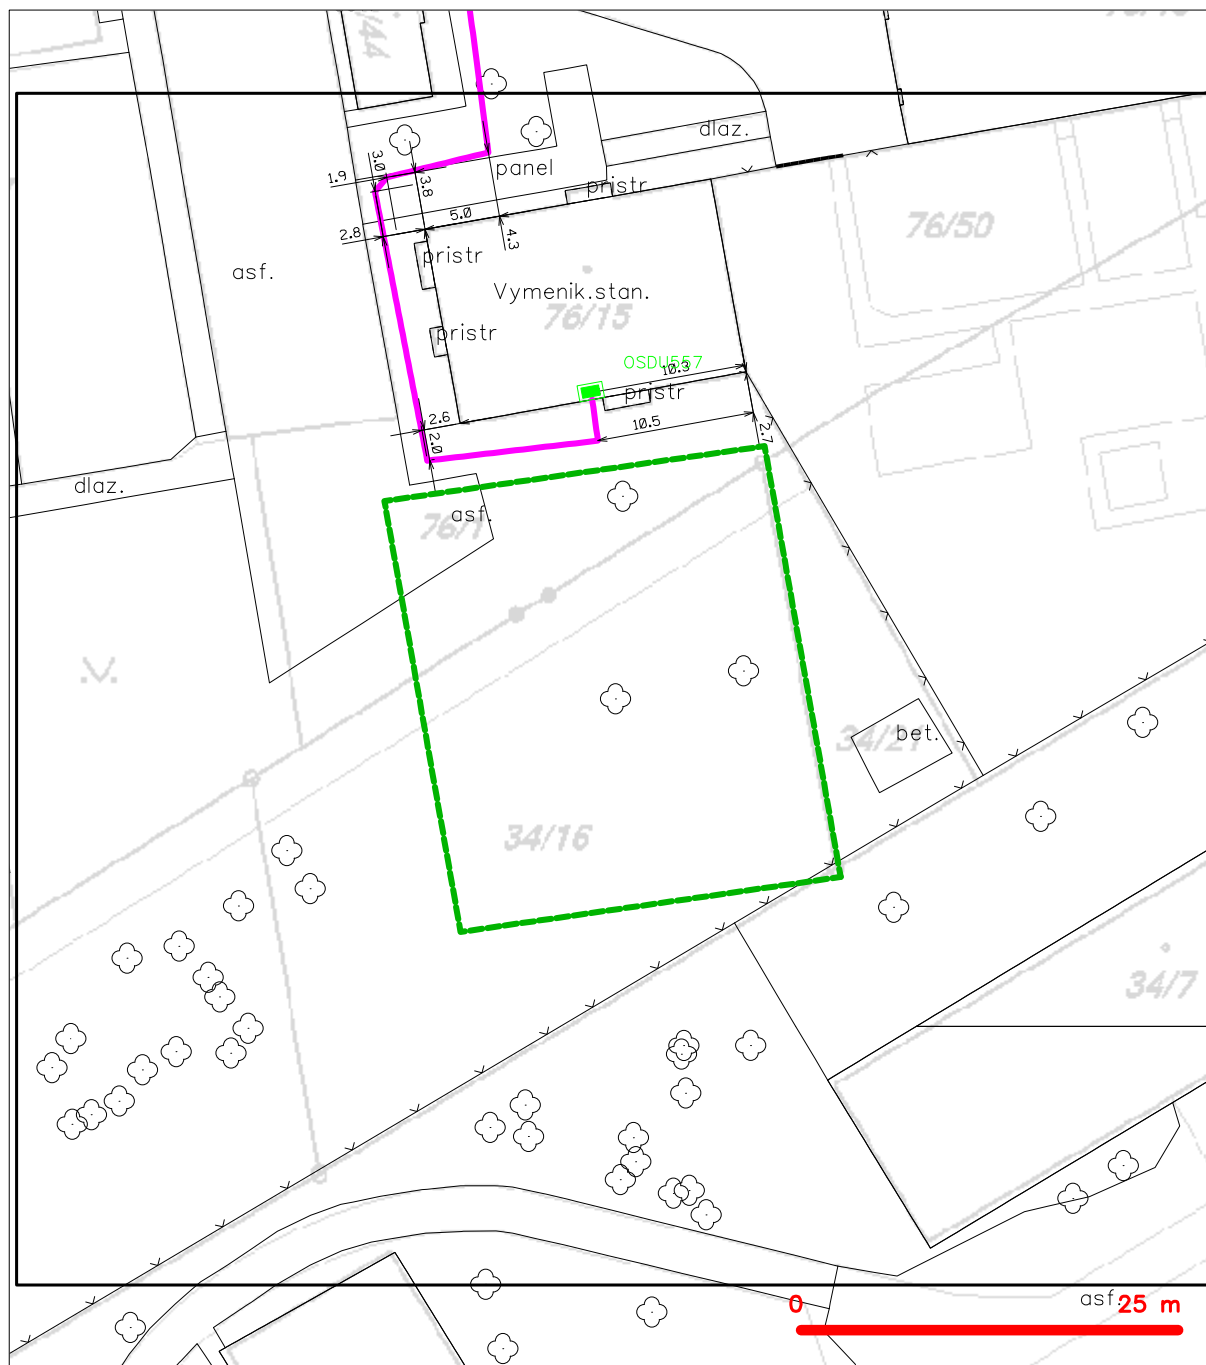 /44
dlaz.
panel
3.0
1.9
3.8
pristr
5.0
2.8
4.3
76/50
pristr
asf.
Vymenik.stan.
76/15
pristr
OSDU557
10.3
pristr
2.6
10.5
2.7
2.0
dlaz.
asf.
76/1
34/21
bet.
34/16
34/7
asf.
0
25 m